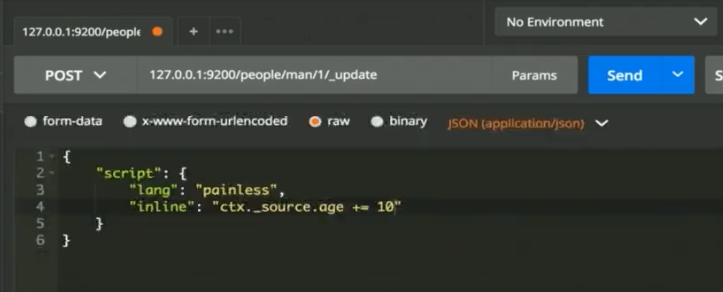 No Environment
127.0.0.1:9200/people
+
•••
POST
127.0.0.1:9200/people/man/1/_update
Params
Send
S
form-data
x-www-form-urlencoded
raw
binary
JSON (application/json)
1 {
2 "script": {
3 "lang": "painless",
4 "inline": "ctx._source.age += 10"
5 }
6 }